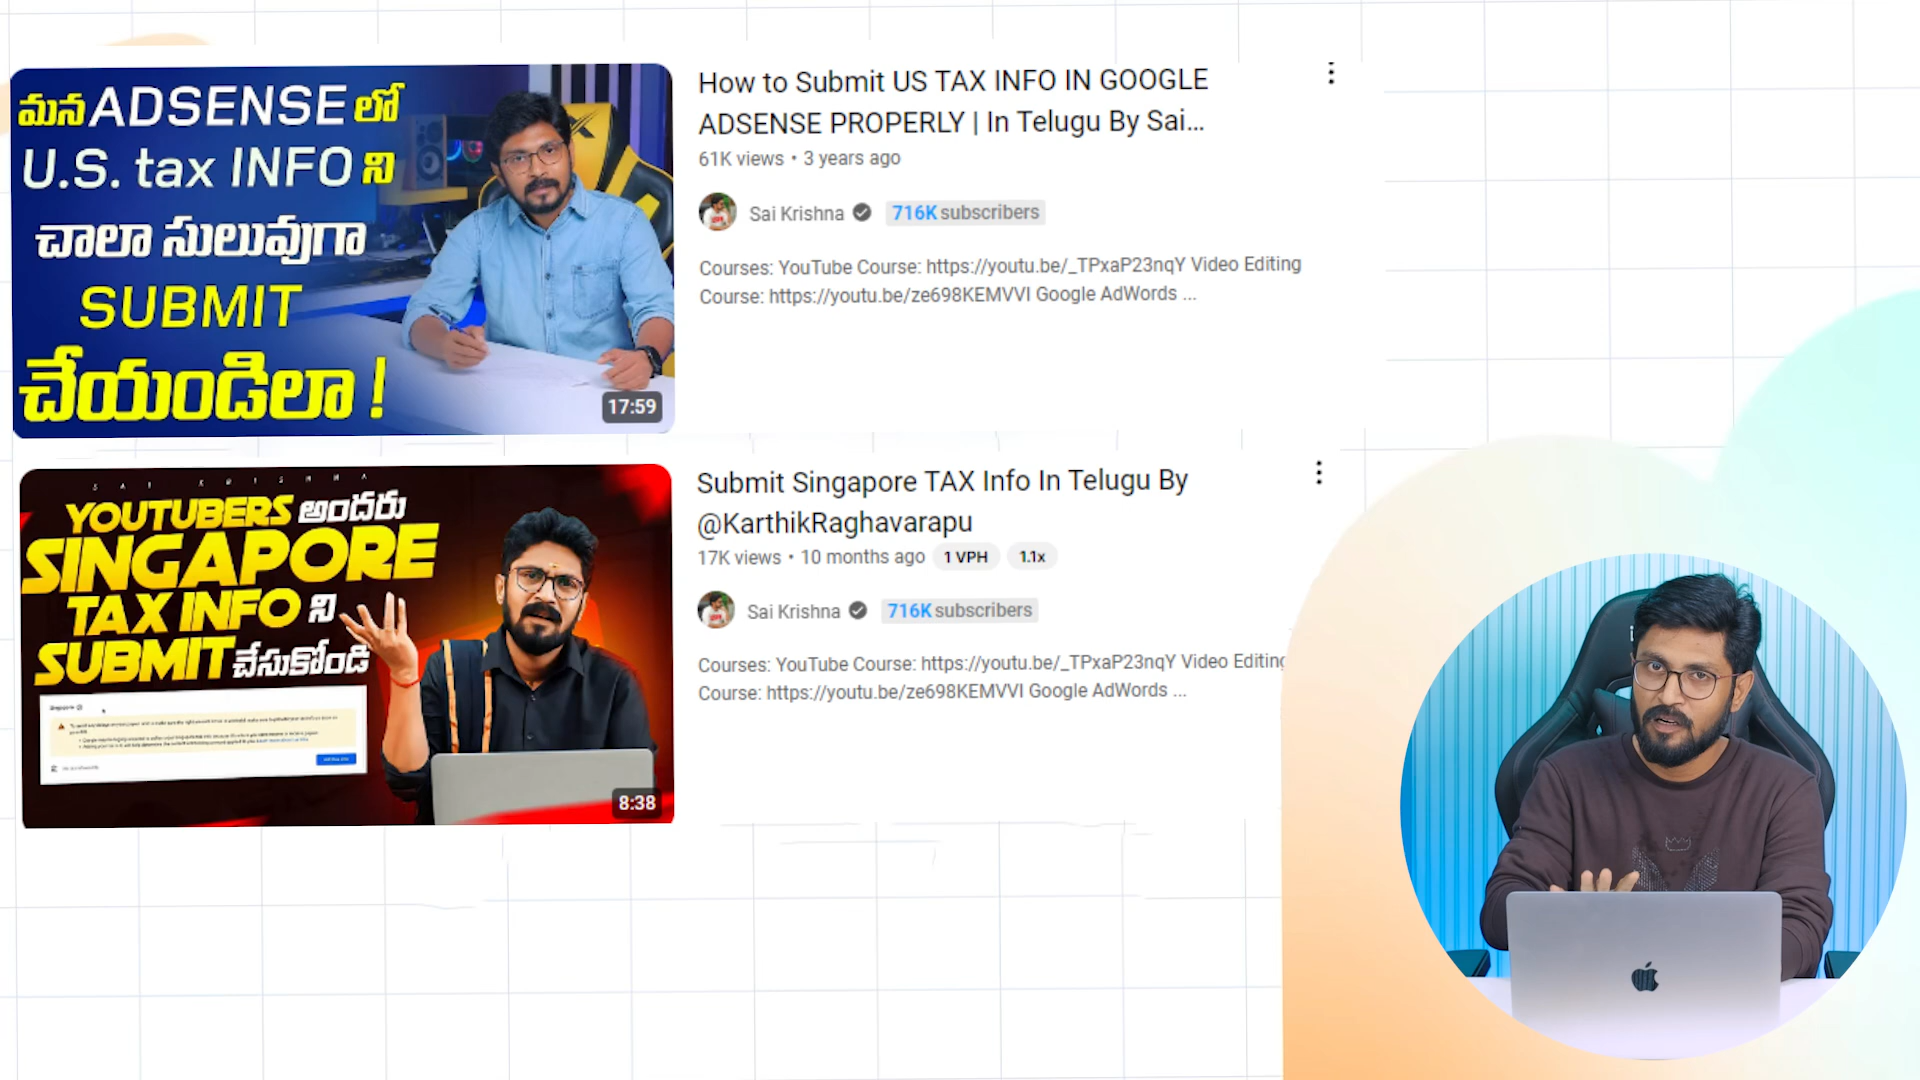 మన ADSENSE లో
U.S. tax INFO ని
చాలా సులువుగా
SUBMIT
చేయండిలా !
17:59
How to Submit US TAX INFO IN GOOGLE
ADSENSE PROPERLY | In Telugu By Sai...
61K views • 3 years ago
Sai Krishna
716K subscribers
Courses: YouTube Course: https://youtu.be/_TPxaP23nqY Video Editing
Course: https://youtu.be/ze698KEMVVI Google AdWords ...
SAI KRISHNA
YOUTUBERS అందరు
SINGAPORE
TAX INFO ని
SUBMIT చేసుకోండి
Singapore
8:38
Submit Singapore TAX Info In Telugu By
@KarthikRaghavarapu
17K views • 10 months ago 1 VPH 1.1x
Sai Krishna
716K subscribers
Courses: YouTube Course: https://youtu.be/_TPxaP23nqY Video Editing
Course: https://youtu.be/ze698KEMVVI Google AdWords ...